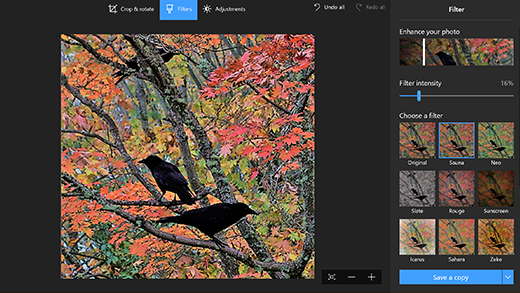 Crop & rotate
Filters
Adjustments
Undo all
Redo all
Filter
Enhance your photo
Filter intensity
16%
Choose a filter
Original
Sauna
Neo
Slate
Rouge
Sunscreen
Icarus
Sahara
Zeke
Save a copy